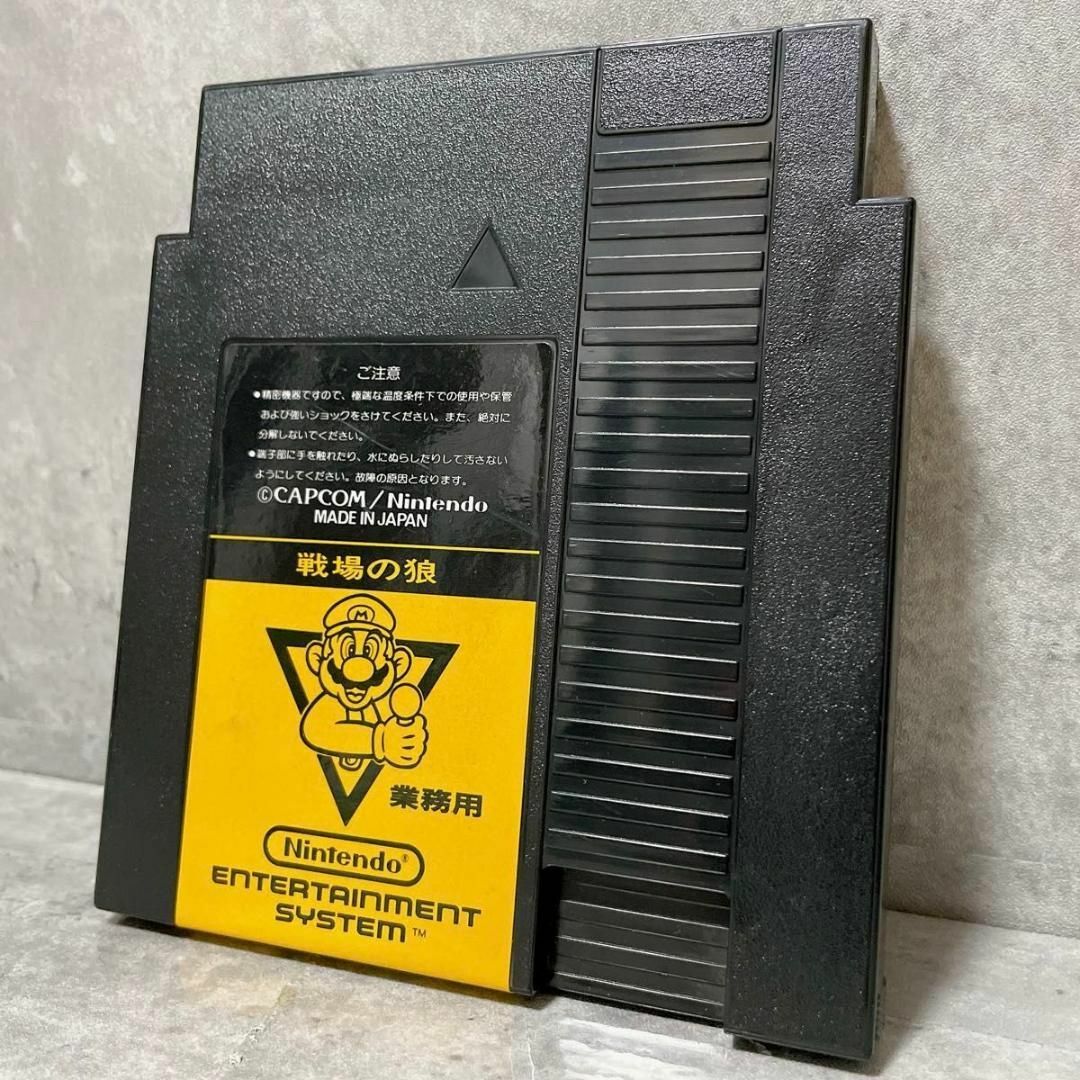 ご注意
●精密機器ですので、極端な温度条件下での使用や保管
および強いショックをさけてください。また、絶対に
分解しないでください。
●端子部に手を触れたり、水にぬらしたりして汚さない
ようにしてください。故障の原因となります。
©CAPCOM/Nintendo
MADE IN JAPAN
戦場の狼
M
業務用
Nintendo®
ENTERTAINMENT
SYSTEM™